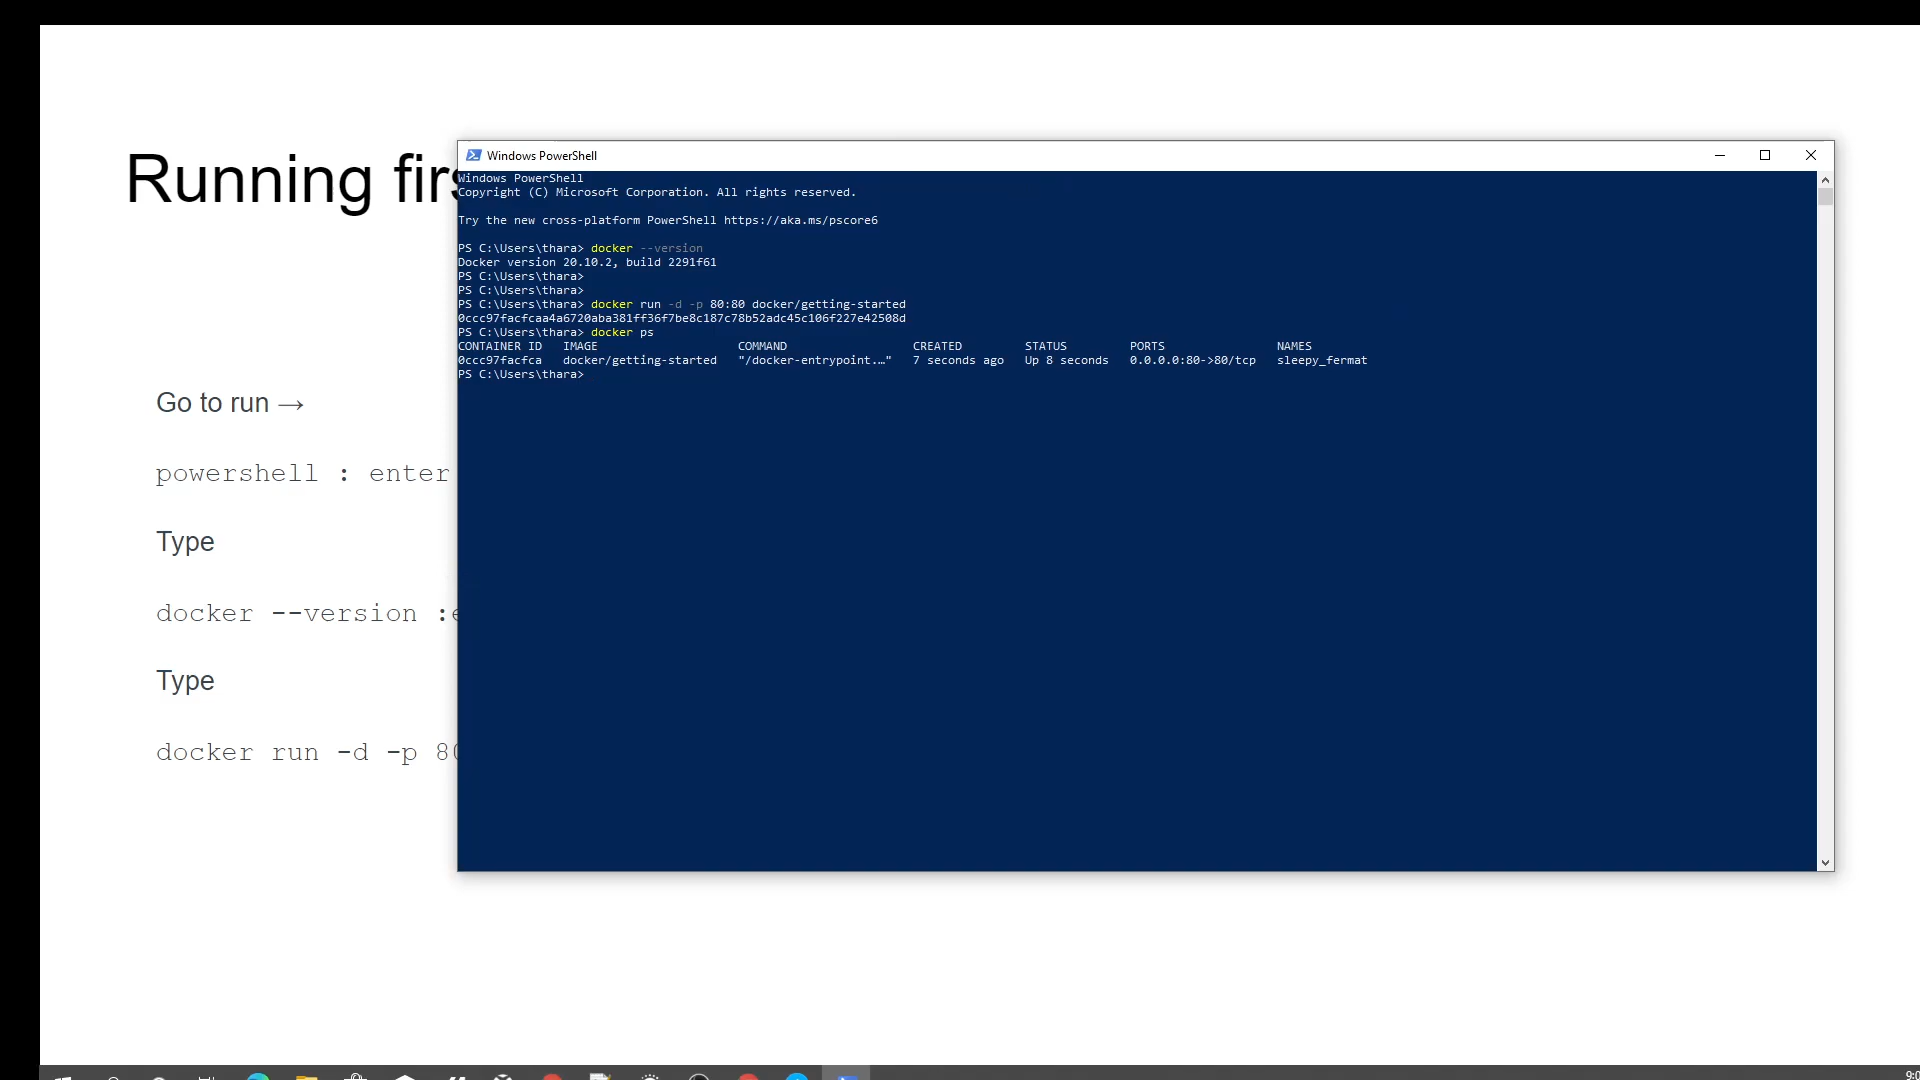 Running firs
Go to run →
powershell : enter
Type
docker --version :e
Type
docker run -d -p 80
Windows PowerShell
Windows PowerShell
Copyright (C) Microsoft Corporation. All rights reserved.
Try the new cross-platform PowerShell https://aka.ms/pscore6
PS C:\Users\thara> docker --version
Docker version 20.10.2, build 2291f61
PS C:\Users\thara>
PS C:\Users\thara>
PS C:\Users\thara> docker run -d -p 80:80 docker/getting-started
0ccc97facfcaa4a6720aba381ff36f7be8c187c78b52adc45c106f227e42508d
PS C:\Users\thara> docker ps
CONTAINER ID IMAGE COMMAND CREATED STATUS PORTS NAMES
0ccc97facfca docker/getting-started "/docker-entrypoint.…" 7 seconds ago Up 8 seconds 0.0.0.0:80->80/tcp sleepy_fermat
PS C:\Users\thara>